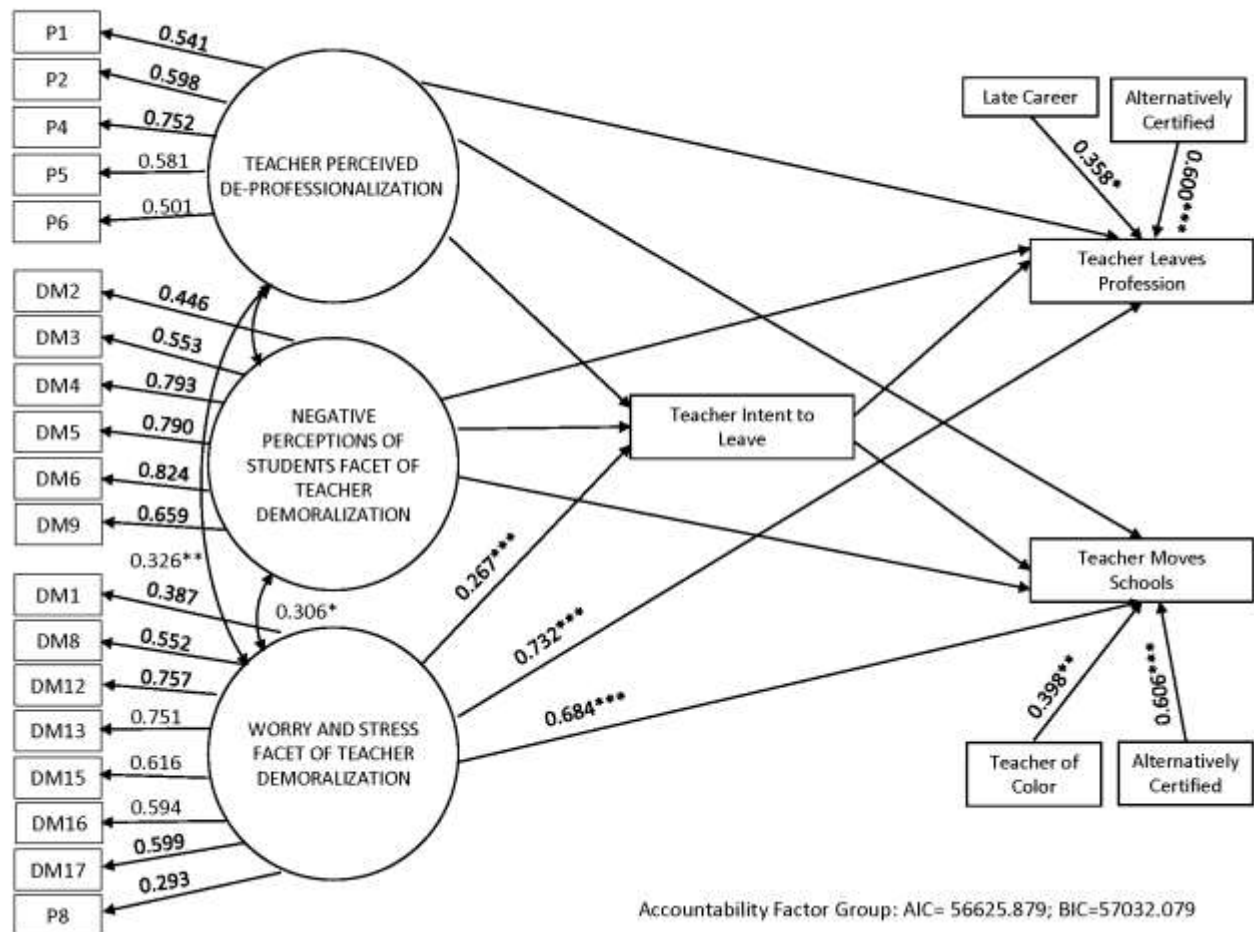 P1
0.541
P2
0.598
P4
0.752
P5
0.581
P6
0.501
TEACHER PERCEIVED
DE-PROFESSIONALIZATION
DM2
0.446
DM3
0.553
DM4
0.793
DM5
0.790
DM6
0.824
DM9
0.659
NEGATIVE
PERCEPTIONS OF
STUDENTS FACET OF
TEACHER
DEMORALIZATION
0.326**
0.306*
DM1
0.387
DM8
0.552
DM12
0.757
DM13
0.751
DM15
0.616
DM16
0.594
DM17
0.599
P8
0.293
WORRY AND STRESS
FACET OF TEACHER
DEMORALIZATION
0.267***
0.732***
0.684***
Teacher Intent to
Leave
Late Career
Alternatively
Certified
0.358*
0.600***
Teacher Leaves
Profession
Teacher Moves
Schools
0.398**
0.606***
Teacher of
Color
Alternatively
Certified
Accountability Factor Group: AIC= 56625.879; BIC=57032.079